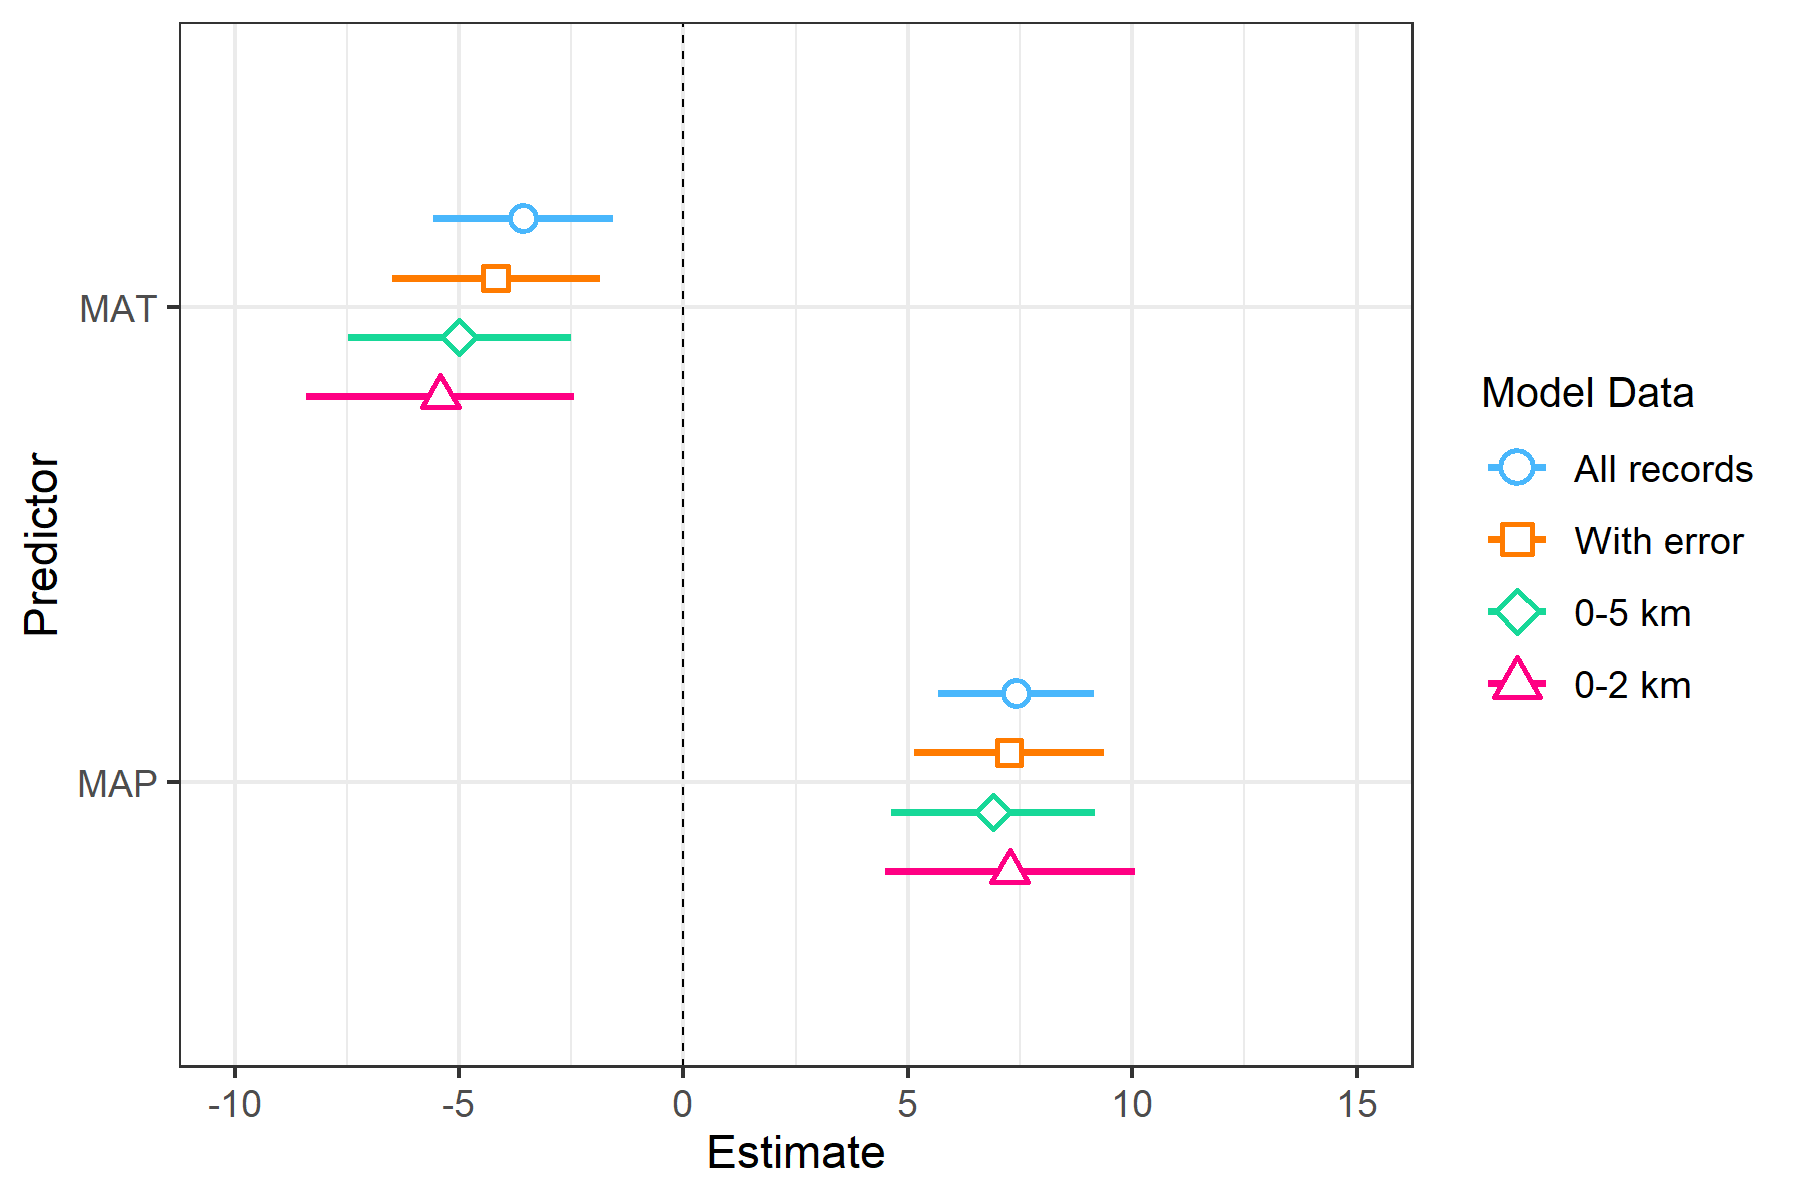 MAT
MAP
Predictor
-10 -5 0 5 10 15
Estimate
Model Data
All records
With error
0-5 km
0-2 km